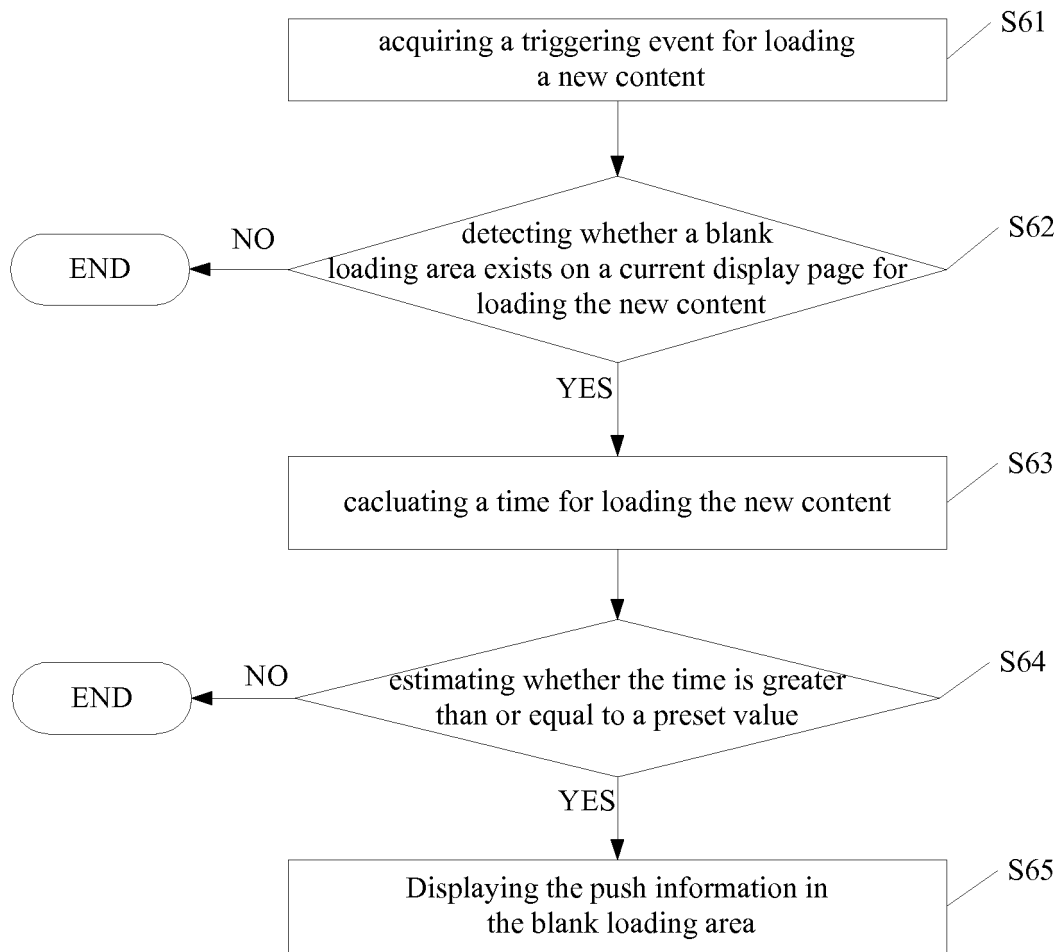 acquiring a triggering event for loading
a new content
S61
detecting whether a blank
loading area exists on a current display page for
loading the new content
S62
NO
END
YES
cacluating a time for loading the new content
S63
estimating whether the time is greater
than or equal to a preset value
S64
NO
END
YES
Displaying the push information in
the blank loading area
S65